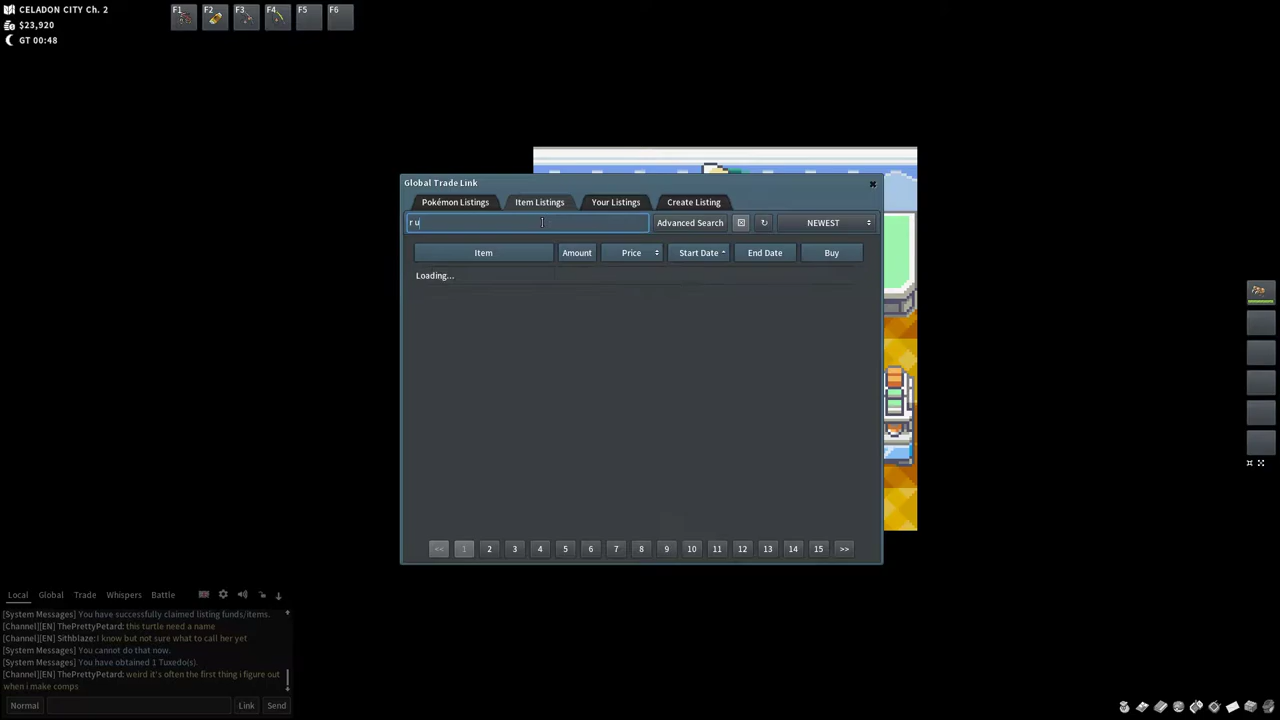 CELADON CITY Ch. 2
$23,920
GT 00:48
F1 F2 F3 F4 F5 F6
Global Trade Link
Pokémon Listings Item Listings Your Listings Create Listing
r u Advanced Search NEWEST
Item Amount Price Start Date End Date Buy
Loading...
<< 1 2 3 4 5 6 7 8 9 10 11 12 13 14 15 >>
Local Global Trade Whispers Battle
[System Messages] You have successfully claimed listing funds/items.
[Channel][EN] ThePrettyPetard: this turtle need a name
[Channel][EN] Sithblaze: I know but not sure what to call her yet
[System Messages] You cannot do that now.
[System Messages] You have obtained 1 Tuxedo(s).
[Channel][EN] ThePrettyPetard: weird it's often the first thing i figure out
when i make comps
Normal Link Send